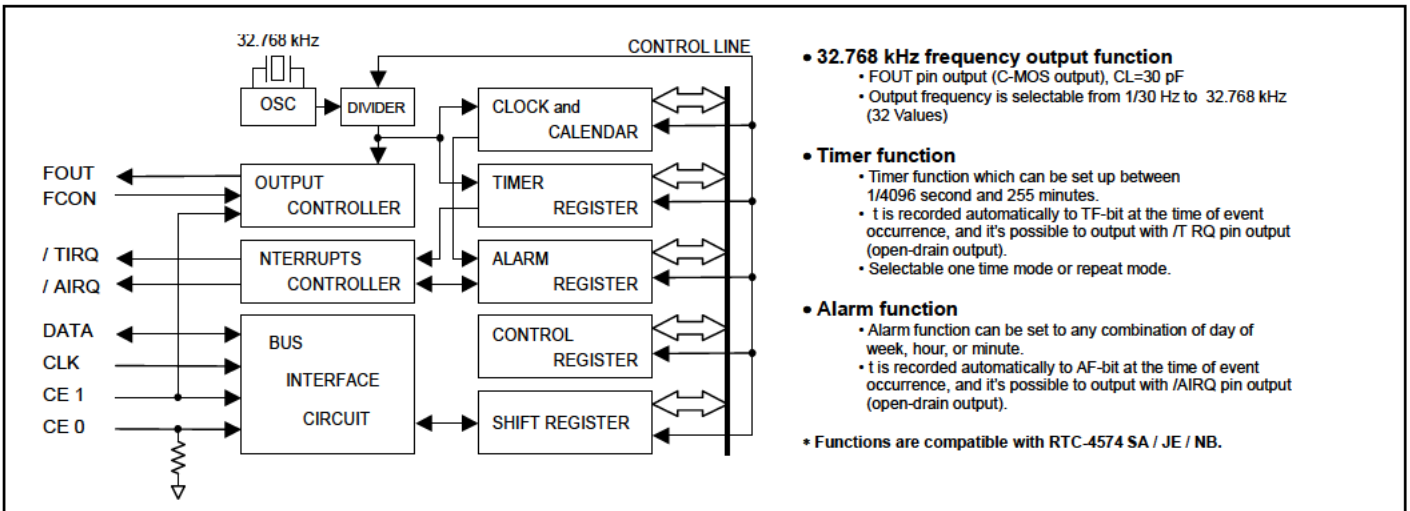 32.768 kHz
CONTROL LINE
OSC
DIVIDER
CLOCK and
CALENDAR
FOUT
FCON
OUTPUT
CONTROLLER
TIMER
REGISTER
/ TIRQ
/ AIRQ
NTERRUPTS
CONTROLLER
ALARM
REGISTER
DATA
CLK
CE 1
CE 0
BUS
INTERFACE
CIRCUIT
CONTROL
REGISTER
SHIFT REGISTER
• 32.768 kHz frequency output function
• FOUT pin output (C-MOS output), CL=30 pF
• Output frequency is selectable from 1/30 Hz to 32.768 kHz
(32 Values)
• Timer function
• Timer function which can be set up between
1/4096 second and 255 minutes.
• t is recorded automatically to TF-bit at the time of event
occurrence, and it's possible to output with /T RQ pin output
(open-drain output).
• Selectable one time mode or repeat mode.
• Alarm function
• Alarm function can be set to any combination of day of
week, hour, or minute.
• t is recorded automatically to AF-bit at the time of event
occurrence, and it's possible to output with /AIRQ pin output
(open-drain output).
* Functions are compatible with RTC-4574 SA / JE / NB.